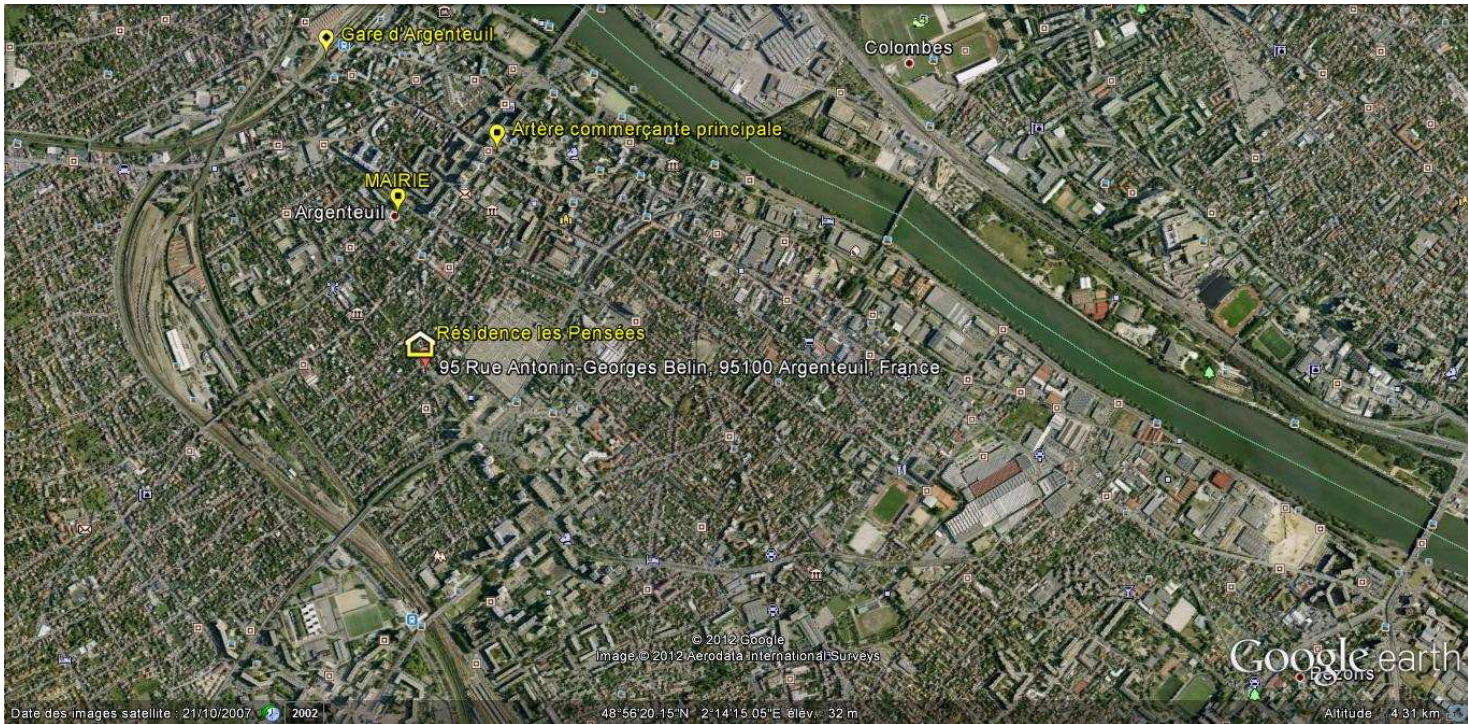 Gare d'Argenteuil
Colombes
Artère commerçante principale
MAIRIE
Argenteuil
Résidence les Pensées
95 Rue Antonin-Georges Belin, 95100 Argenteuil, France
© 2012 Google
Image © 2012 Aerodata International Surveys
Google earth
Bezons
Date des images satellite : 21/10/2007 2002
48°56'20.15"N 2°14'15.05"E élév. 32 m
Altitude 4.31 km